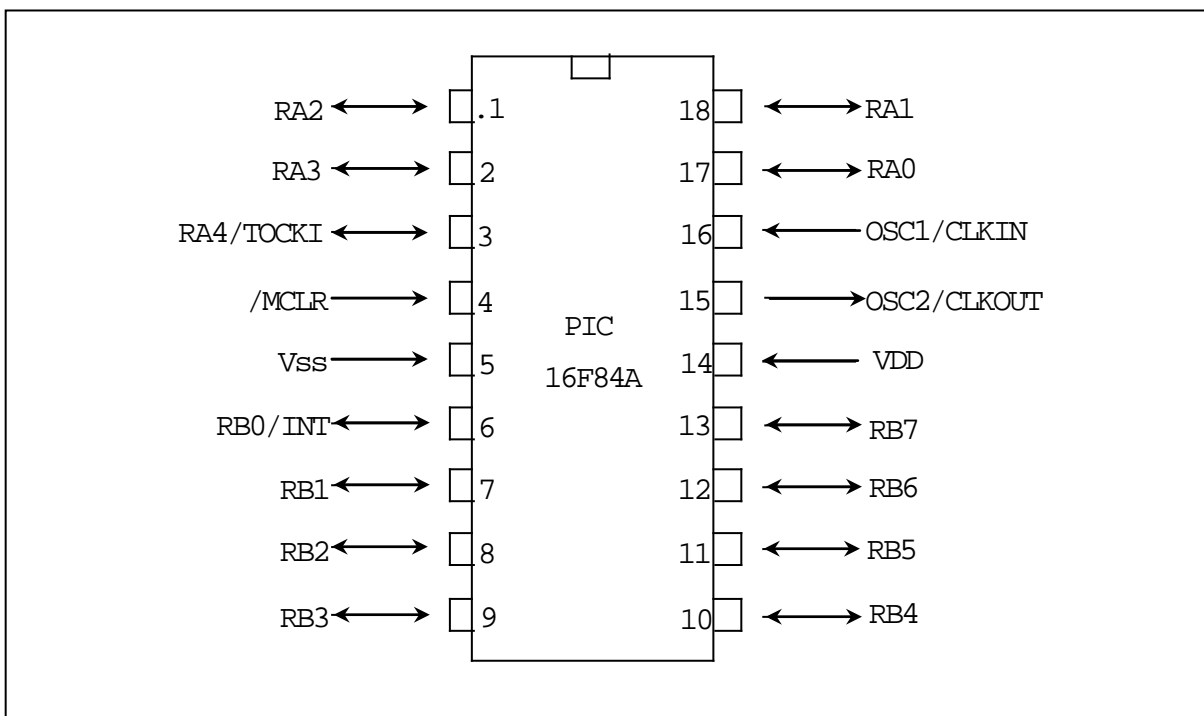 RA2 .1 18 RA1
RA3 2 17 RA0
RA4/TOCKI 3 16 OSC1/CLKIN
/MCLR 4 15 OSC2/CLKOUT
PIC
Vss 5 14 VDD
16F84A
RB0/INT 6 13 RB7
RB1 7 12 RB6
RB2 8 11 RB5
RB3 9 10 RB4